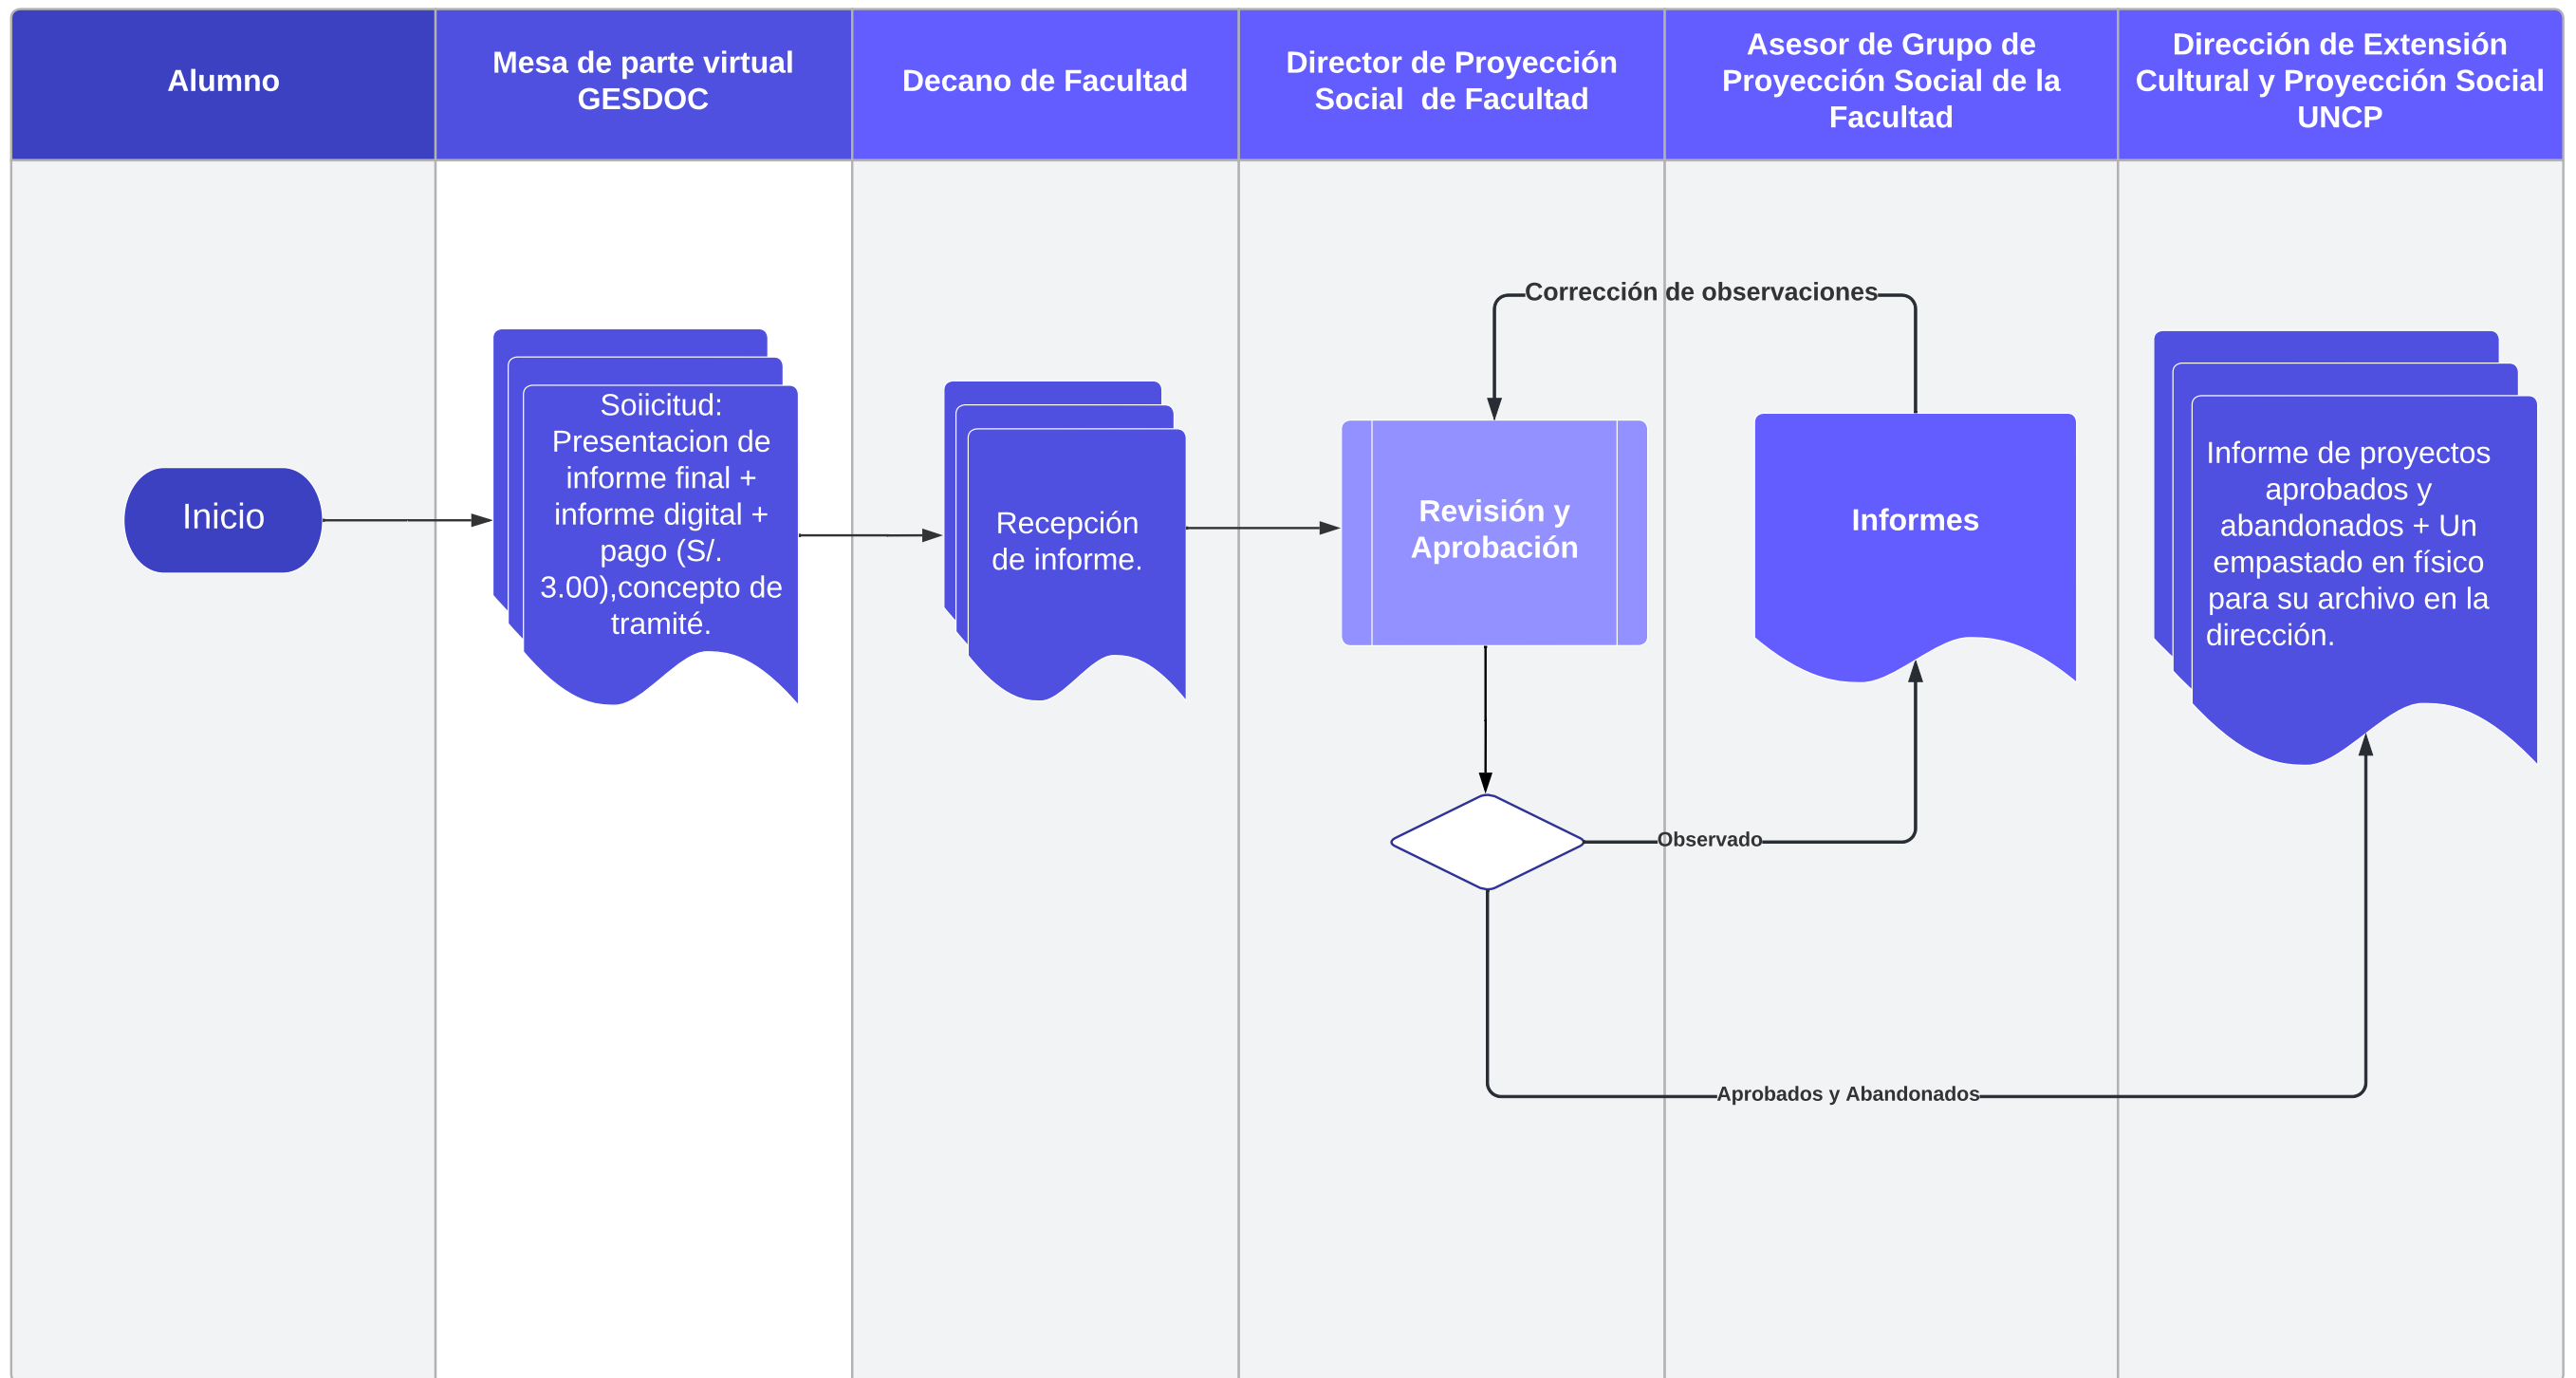 Alumno
Mesa de parte virtual
GESDOC
Decano de Facultad
Director de Proyección
Social  de Facultad
Asesor de Grupo de
Proyección Social de la
Facultad
Dirección de Extensión
Cultural y Proyección Social
UNCP
Inicio
Soiicitud:
Presentacion de
informe final +
informe digital +
pago (S/.
3.00),concepto de
tramité.
Recepción
de informe.
Corrección de observaciones
Revisión y
Aprobación
Informes
Informe de proyectos
aprobados y
abandonados + Un
empastado en físico
para su archivo en la
dirección.
Observado
Aprobados y Abandonados